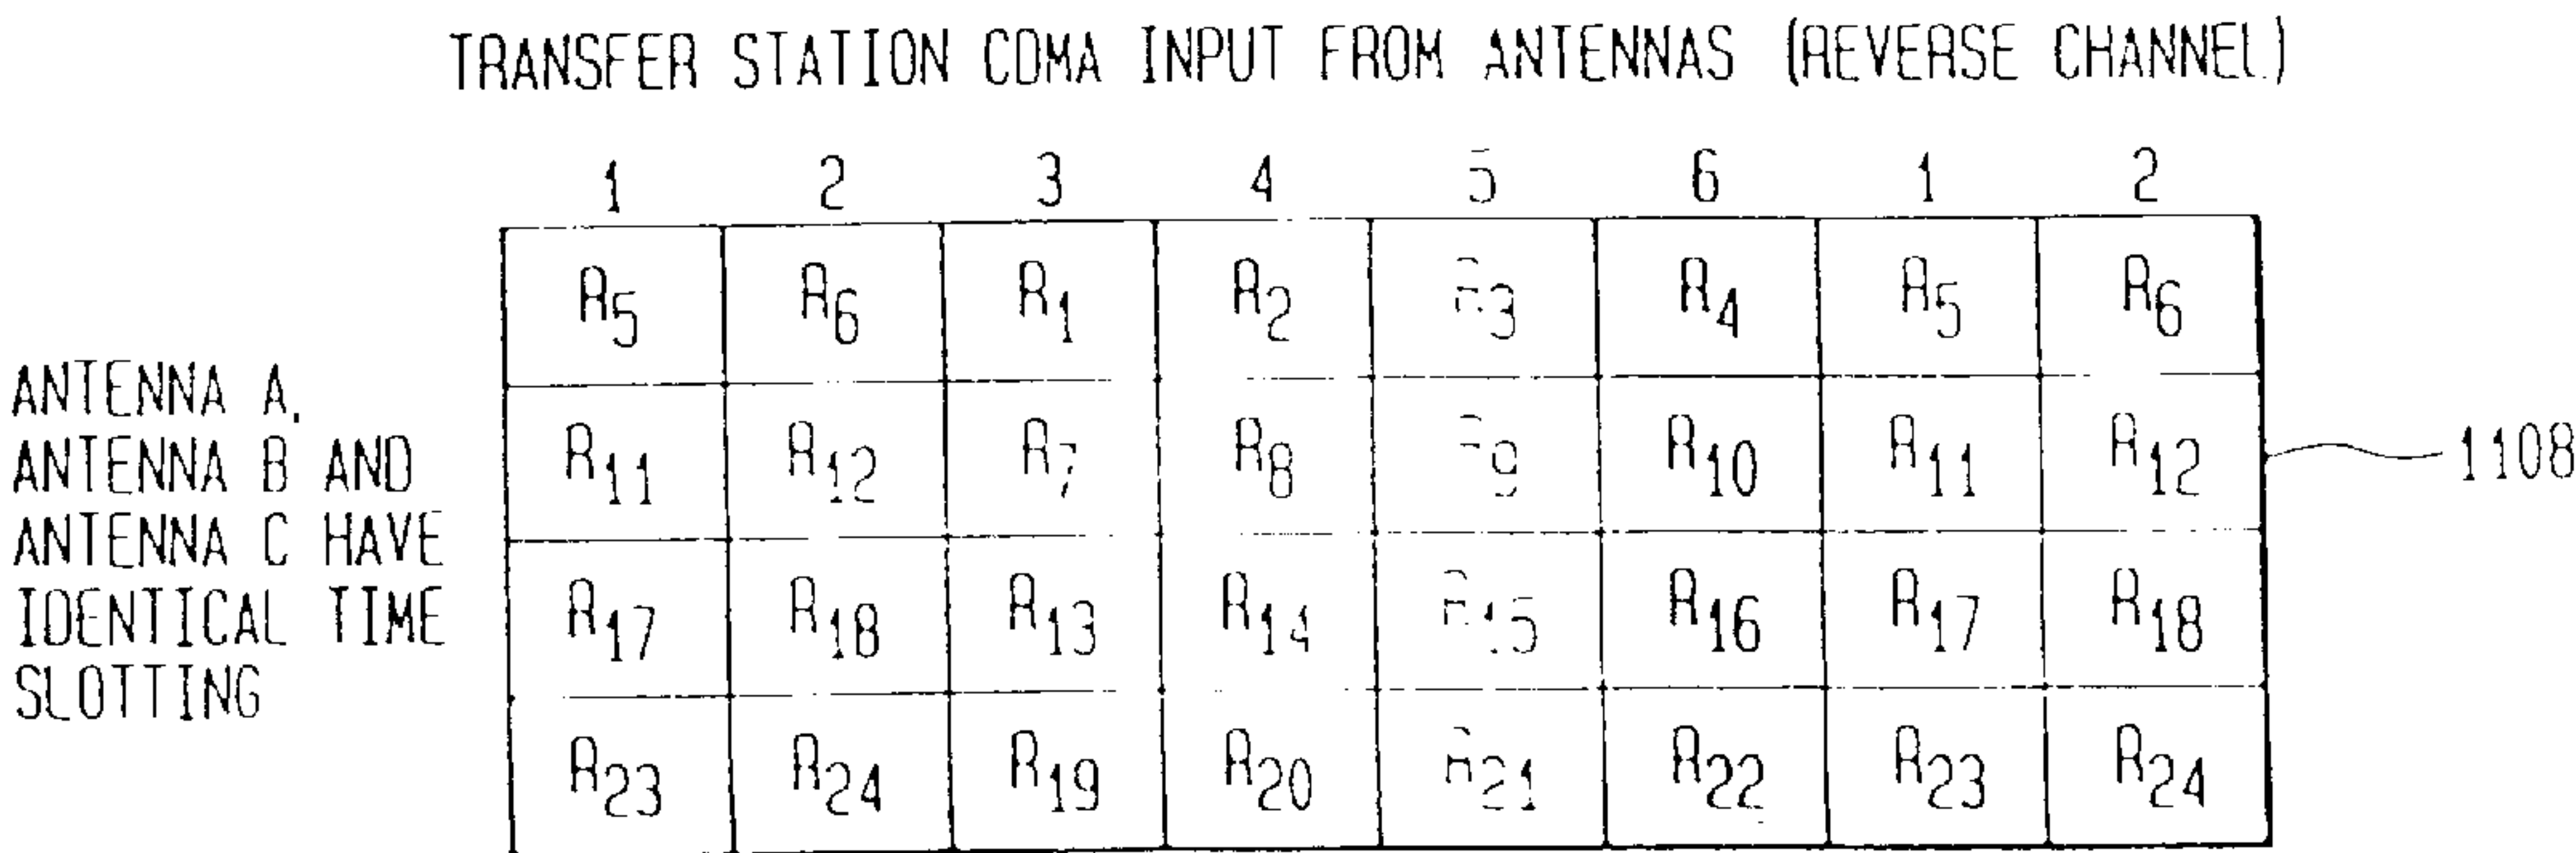 TRANSFER STATION CDMA INPUT FROM ANTENNAS (REVERSE CHANNEL)
1 2 3 4 5 6 1 2
R5 R6 R1 R2 R3 R4 R5 R6
R11 R12 R7 R8 R9 R10 R11 R12
R17 R18 R13 R14 R15 R16 R17 R18
R23 R24 R19 R20 R21 R22 R23 R24
ANTENNA A,
ANTENNA B AND
ANTENNA C HAVE
IDENTICAL TIME
SLOTTING
1108